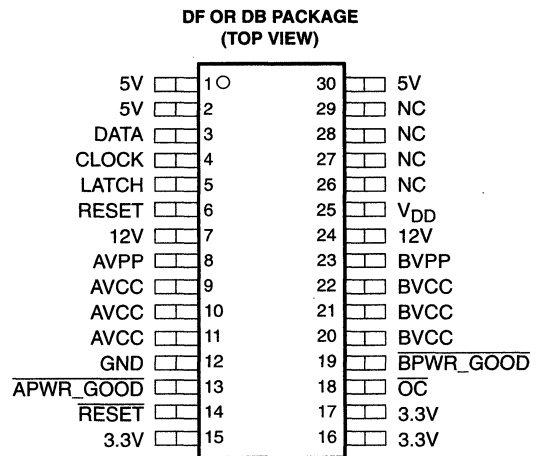 DF OR DB PACKAGE
(TOP VIEW)
5V 1 30 5V
5V 2 29 NC
DATA 3 28 NC
CLOCK 4 27 NC
LATCH 5 26 NC
RESET 6 25 VDD
12V 7 24 12V
AVPP 8 23 BVPP
AVCC 9 22 BVCC
AVCC 10 21 BVCC
AVCC 11 20 BVCC
GND 12 19 BPWR_GOOD
APWR_GOOD 13 18 OC
RESET 14 17 3.3V
3.3V 15 16 3.3V